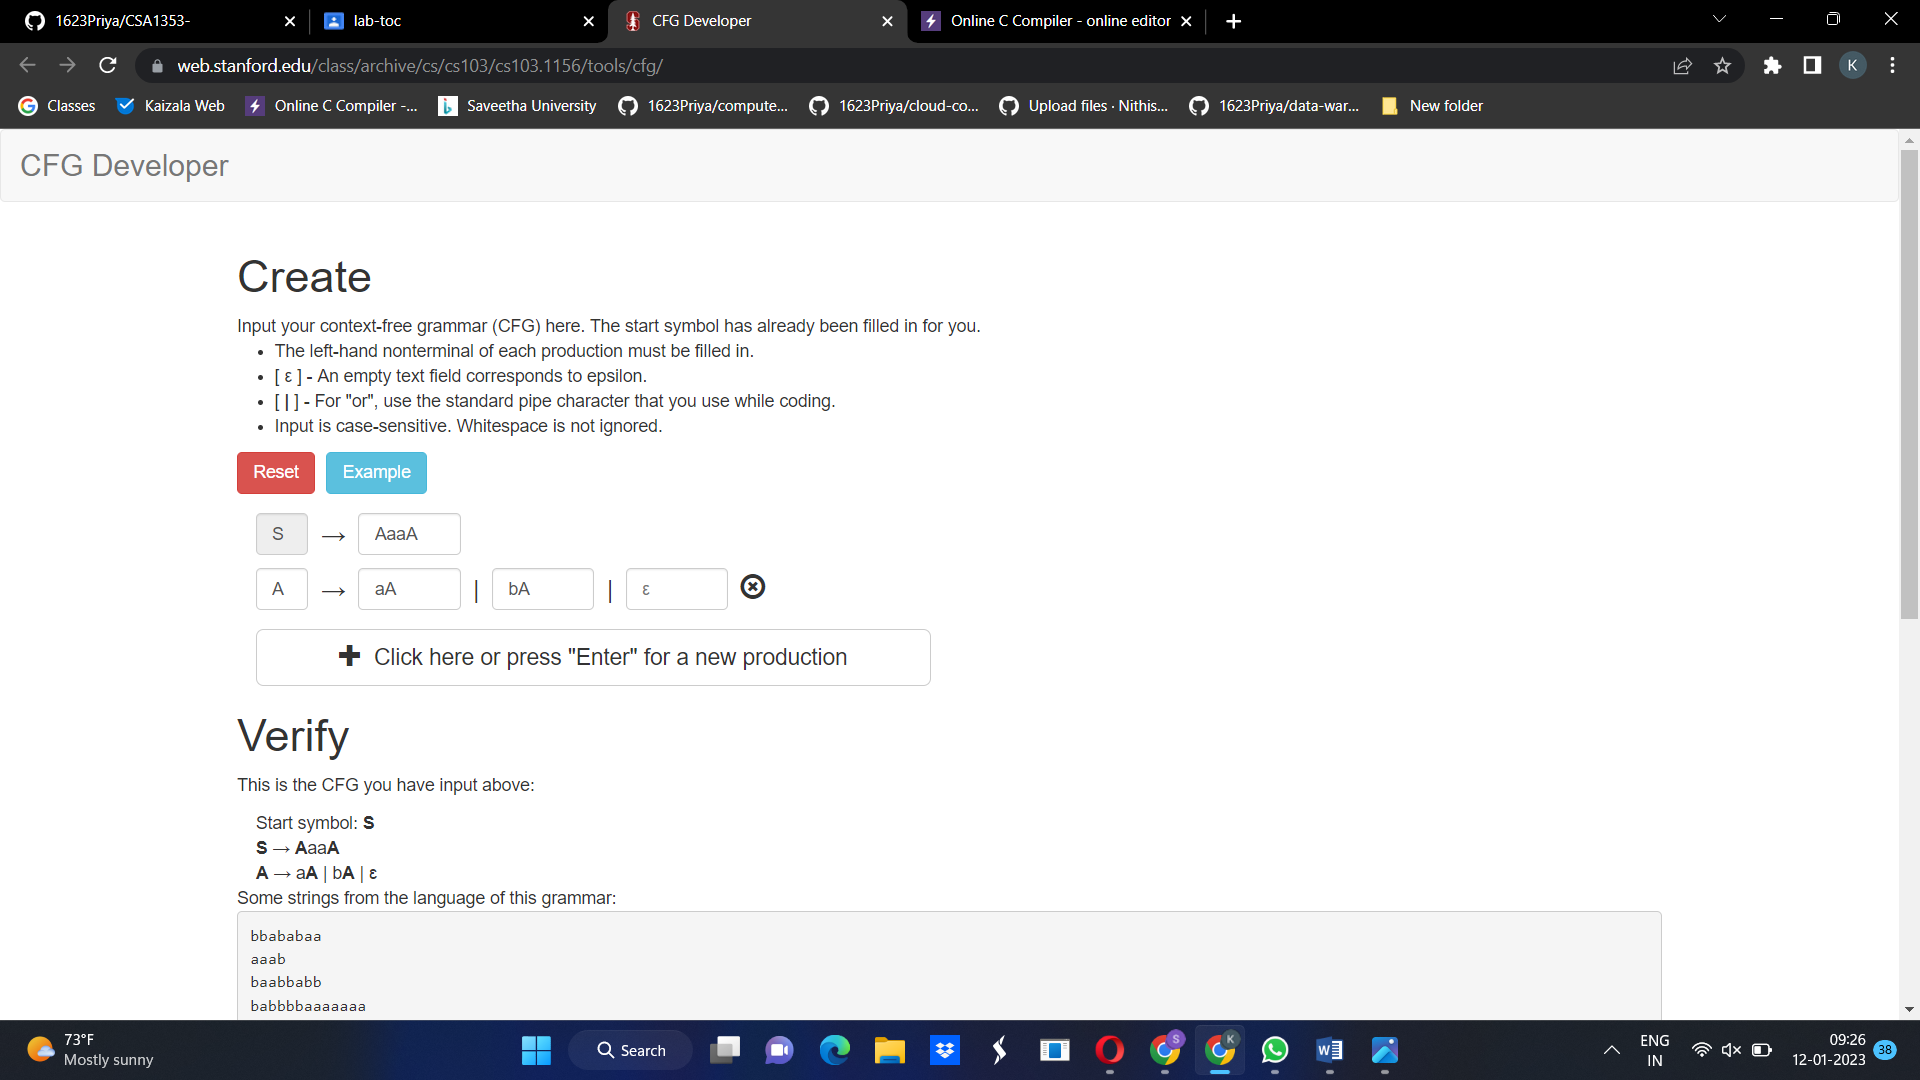 1623Priya/CSA1353-
lab-toc
CFG Developer
Online C Compiler - online editor
web.stanford.edu/class/archive/cs/cs103/cs103.1156/tools/cfg/
K
Classes
Kaizala Web
Online C Compiler -...
Saveetha University
1623Priya/compute...
1623Priya/cloud-co...
Upload files · Nithis...
1623Priya/data-war...
New folder
CFG Developer
Create
Input your context-free grammar (CFG) here. The start symbol has already been filled in for you.
• The left-hand nonterminal of each production must be filled in.
• [ ε ] - An empty text field corresponds to epsilon.
• [ | ] - For "or", use the standard pipe character that you use while coding.
• Input is case-sensitive. Whitespace is not ignored.
Reset Example
S → AaaA
A → aA | bA | ε
Click here or press "Enter" for a new production
Verify
This is the CFG you have input above:
Start symbol: S
S → AaaA
A → aA | bA | ε
Some strings from the language of this grammar:
bbababaa
aaab
baabbabb
babbbbaaaaaaa
73°F
Mostly sunny
Search
S
K
ENG
IN
09:26
12-01-2023
38